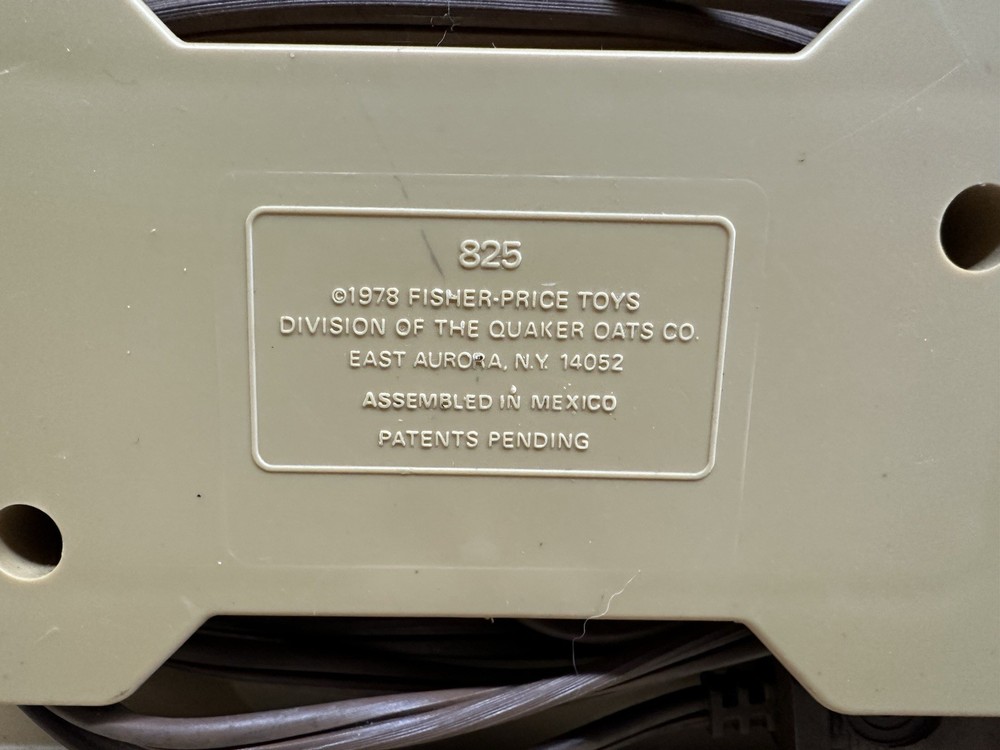 825
©1978 FISHER-PRICE TOYS
DIVISION OF THE QUAKER OATS CO.
EAST AURORA, N.Y. 14052
ASSEMBLED IN MEXICO
PATENTS PENDING